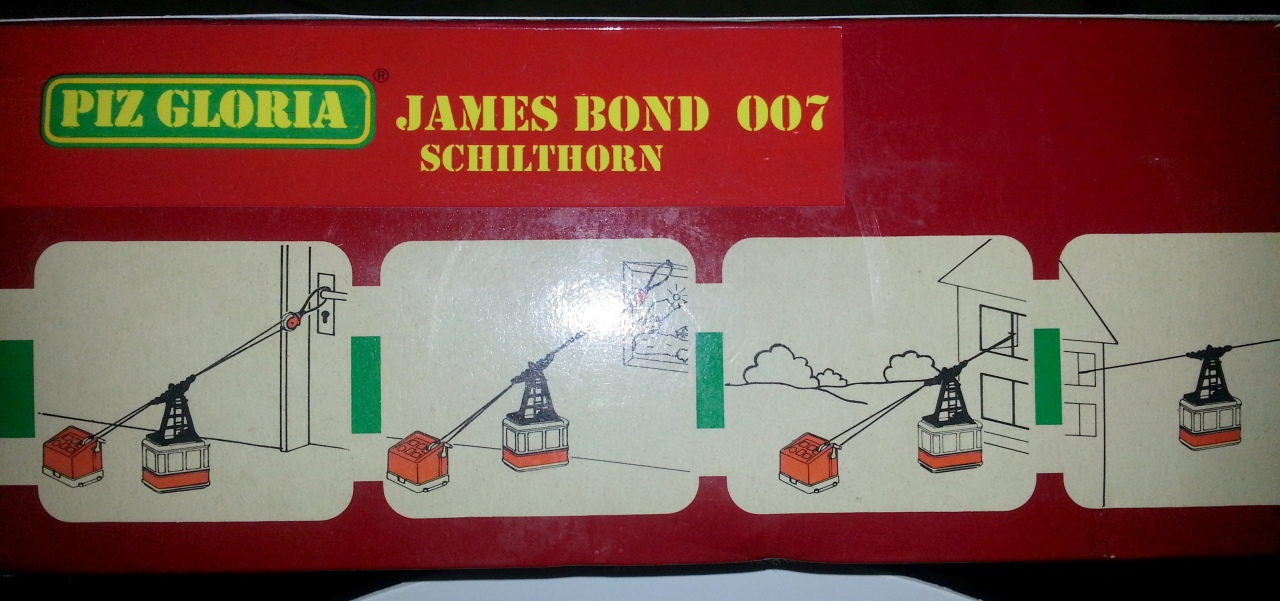 PIZ GLORIA ®
JAMES BOND 007
SCHILTHORN